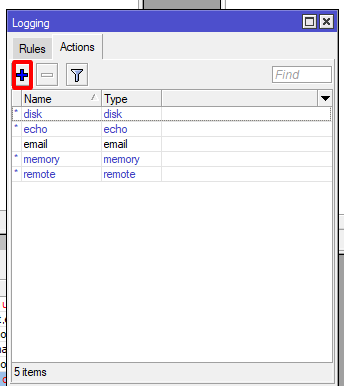 Logging
Rules Actions
Find
Name Type
* disk disk
* echo echo
email email
* memory memory
* remote remote
5 items